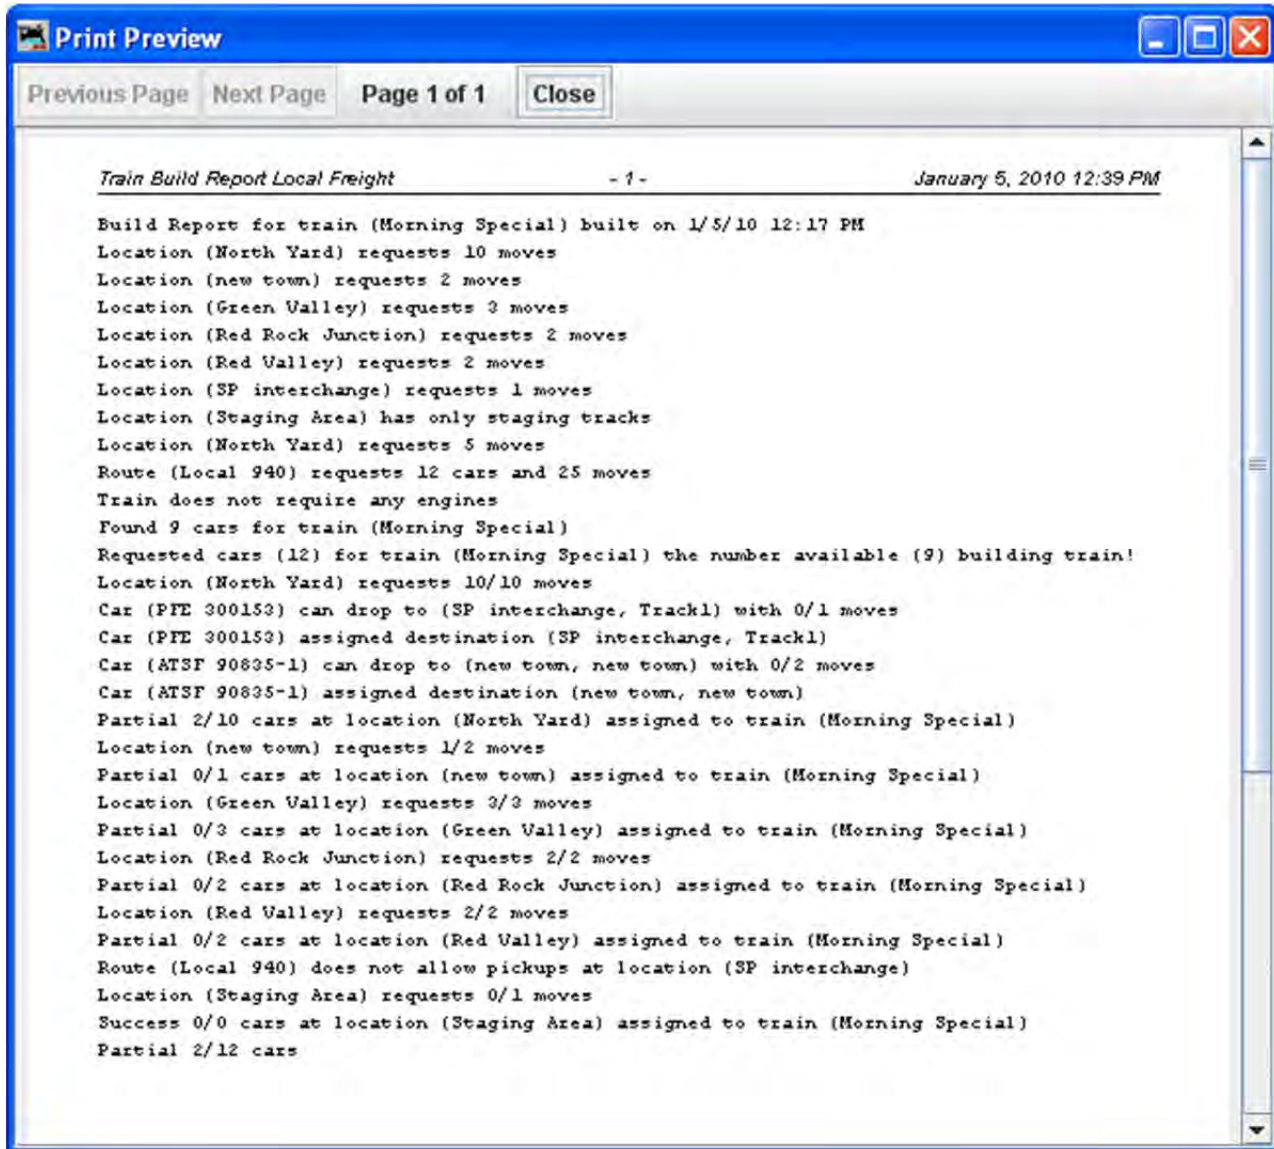 Print Preview
Previous Page Next Page Page 1 of 1 Close
Train Build Report Local Freight - 1 - January 5, 2010 12:39 PM
Build Report for train (Morning Special) built on 1/5/10 12:17 PM
Location (North Yard) requests 10 moves
Location (new town) requests 2 moves
Location (Green Valley) requests 3 moves
Location (Red Rock Junction) requests 2 moves
Location (Red Valley) requests 2 moves
Location (SP interchange) requests 1 moves
Location (Staging Area) has only staging tracks
Location (North Yard) requests 5 moves
Route (Local 940) requests 12 cars and 25 moves
Train does not require any engines
Found 9 cars for train (Morning Special)
Requested cars (12) for train (Morning Special) the number available (9) building train!
Location (North Yard) requests 10/10 moves
Car (PFE 300153) can drop to (SP interchange, Track1) with 0/1 moves
Car (PFE 300153) assigned destination (SP interchange, Track1)
Car (ATSF 90835-1) can drop to (new town, new town) with 0/2 moves
Car (ATSF 90835-1) assigned destination (new town, new town)
Partial 2/10 cars at location (North Yard) assigned to train (Morning Special)
Location (new town) requests 1/2 moves
Partial 0/1 cars at location (new town) assigned to train (Morning Special)
Location (Green Valley) requests 3/3 moves
Partial 0/3 cars at location (Green Valley) assigned to train (Morning Special)
Location (Red Rock Junction) requests 2/2 moves
Partial 0/2 cars at location (Red Rock Junction) assigned to train (Morning Special)
Location (Red Valley) requests 2/2 moves
Partial 0/2 cars at location (Red Valley) assigned to train (Morning Special)
Route (Local 940) does not allow pickups at location (SP interchange)
Location (Staging Area) requests 0/1 moves
Success 0/0 cars at location (Staging Area) assigned to train (Morning Special)
Partial 2/12 cars